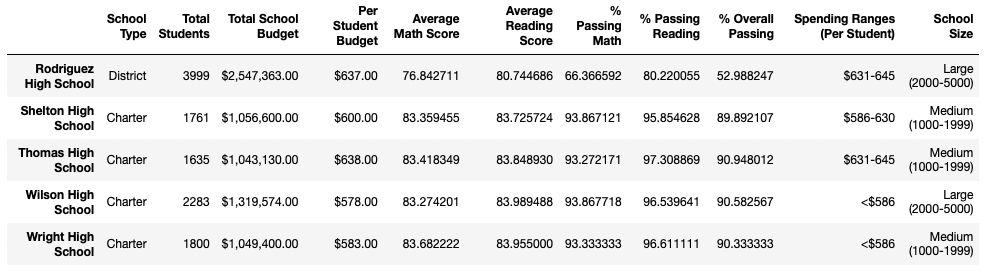 School Type Total Students Total School Budget Per Student Budget Average Math Score Average Reading Score % Passing Math % Passing Reading % Overall Passing Spending Ranges (Per Student) School Size
Rodriguez High School District 3999 $2,547,363.00 $637.00 76.842711 80.744686 66.366592 80.220055 52.988247 $631-645 Large (2000-5000)
Shelton High School Charter 1761 $1,056,600.00 $600.00 83.359455 83.725724 93.867121 95.854628 89.892107 $586-630 Medium (1000-1999)
Thomas High School Charter 1635 $1,043,130.00 $638.00 83.418349 83.848930 93.272171 97.308869 90.948012 $631-645 Medium (1000-1999)
Wilson High School Charter 2283 $1,319,574.00 $578.00 83.274201 83.989488 93.867718 96.539641 90.582567 <$586 Large (2000-5000)
Wright High School Charter 1800 $1,049,400.00 $583.00 83.682222 83.955000 93.333333 96.611111 90.333333 <$586 Medium (1000-1999)